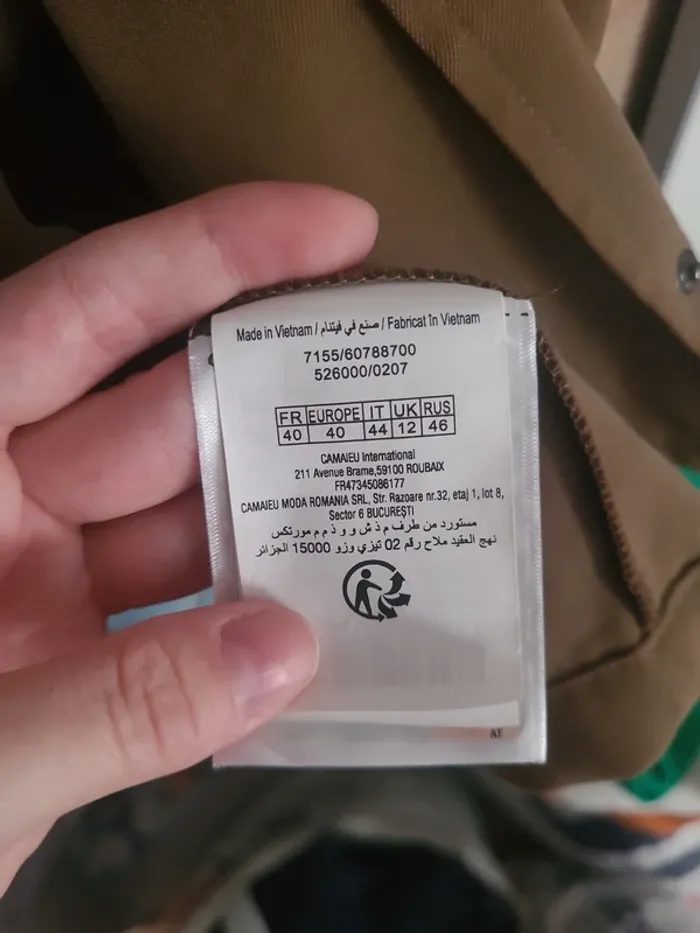 Made in Vietnam / صنع في فيتنام / Fabricat în Vietnam
7155/60788700
526000/0207
FR EUROPE IT UK RUS
40 40 44 12 46
CAMAIEU International
211 Avenue Brame,59100 ROUBAIX
FR47345086177
CAMAIEU MODA ROMANIA SRL, Str. Razoare nr.32, etaj 1, lot 8,
Sector 6 BUCUREŞTI
مستورد من طرف م ذ ش و و ذ م م مورتكس
نهج العقيد ملاح رقم 02 تيزي وزو 15000 الجزائر
AT